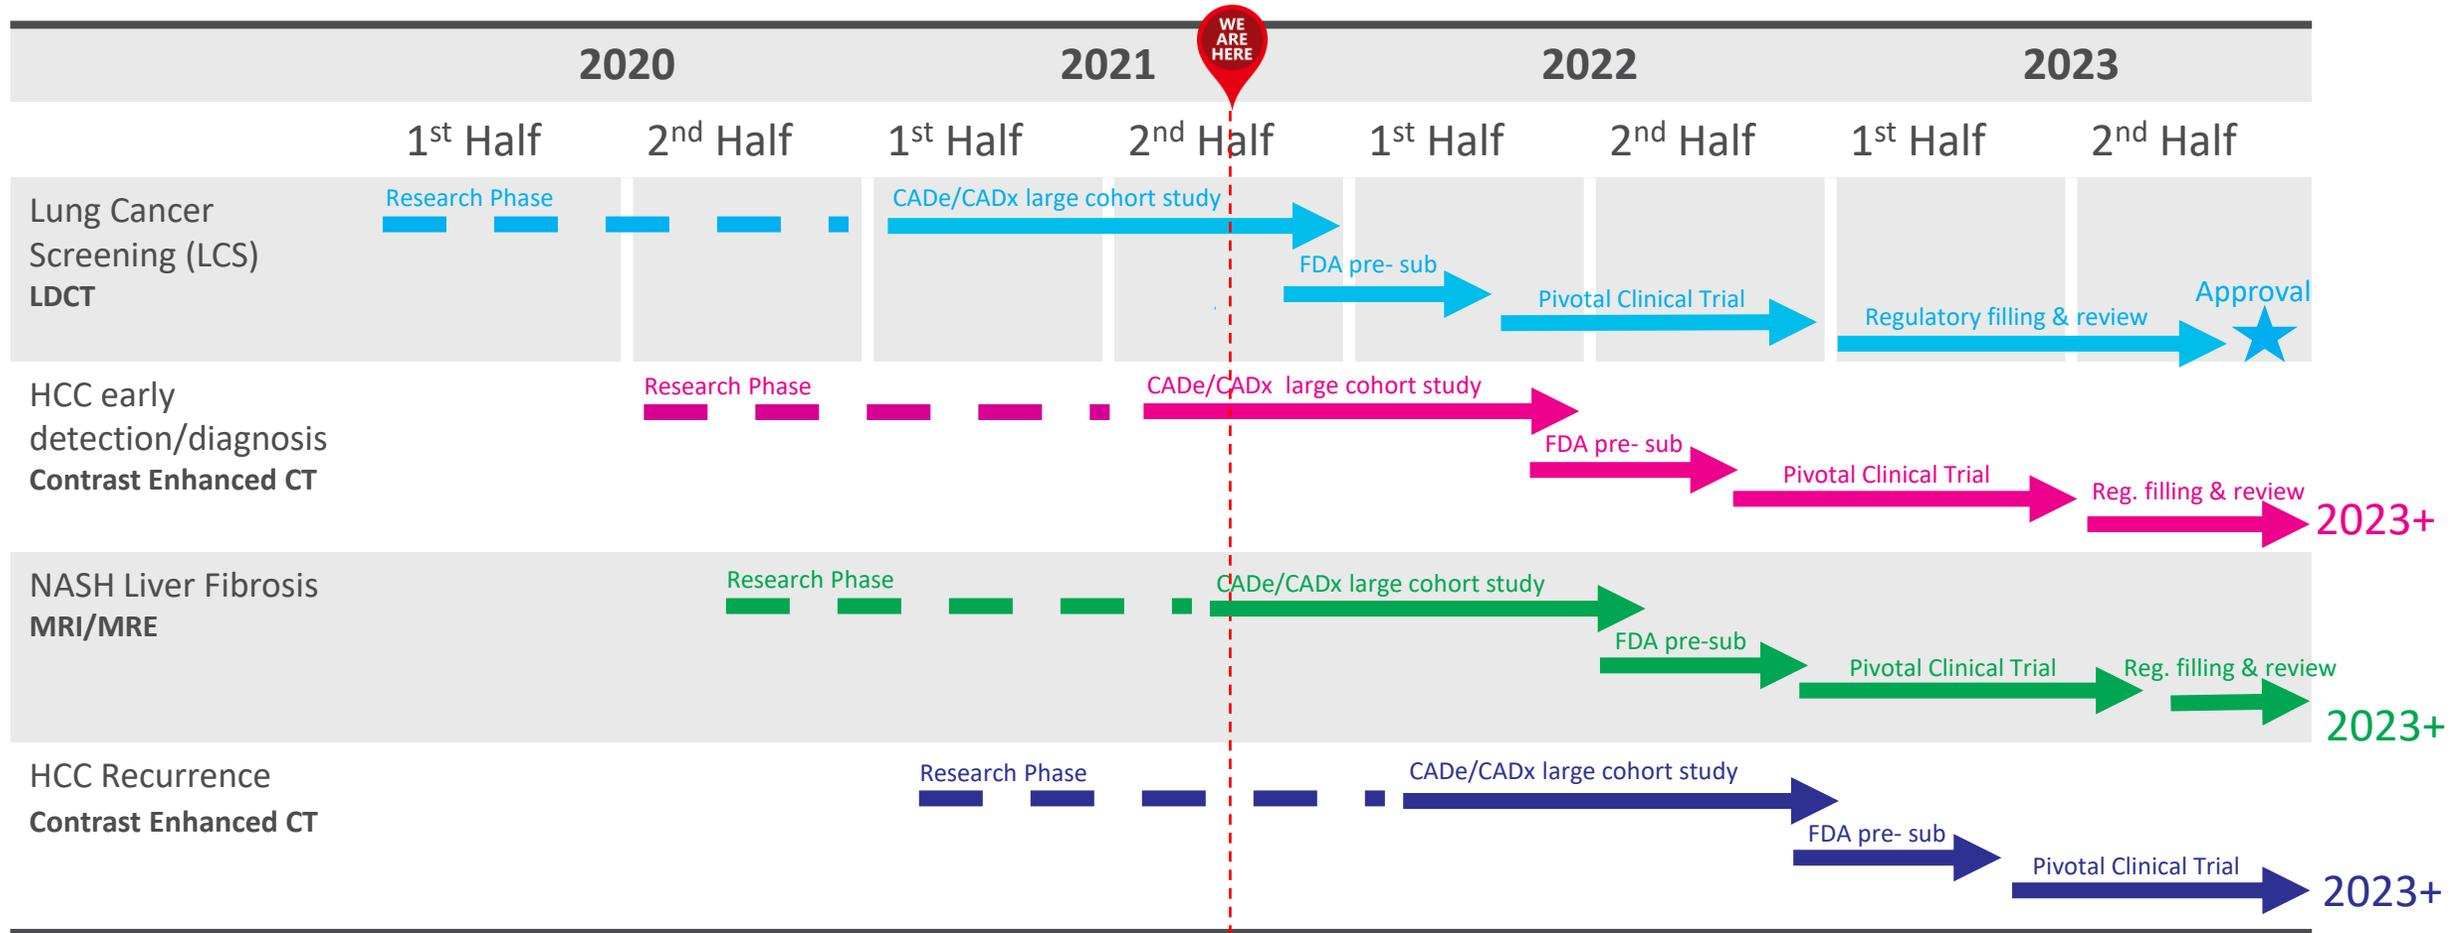 WE
ARE
HERE
2020 2021 2022 2023
1st Half 2nd Half 1st Half 2nd Half 1st Half 2nd Half 1st Half 2nd Half
Lung Cancer
Screening (LCS)
LDCT
Research Phase
CADe/CADx large cohort study
FDA pre- sub
Pivotal Clinical Trial
Regulatory filling & review
Approval
HCC early
detection/diagnosis
Contrast Enhanced CT
Research Phase
CADe/CADx large cohort study
FDA pre- sub
Pivotal Clinical Trial
Reg. filling & review
2023+
NASH Liver Fibrosis
MRI/MRE
Research Phase
CADe/CADx large cohort study
FDA pre-sub
Pivotal Clinical Trial
Reg. filling & review
2023+
HCC Recurrence
Contrast Enhanced CT
Research Phase
CADe/CADx large cohort study
FDA pre- sub
Pivotal Clinical Trial
2023+